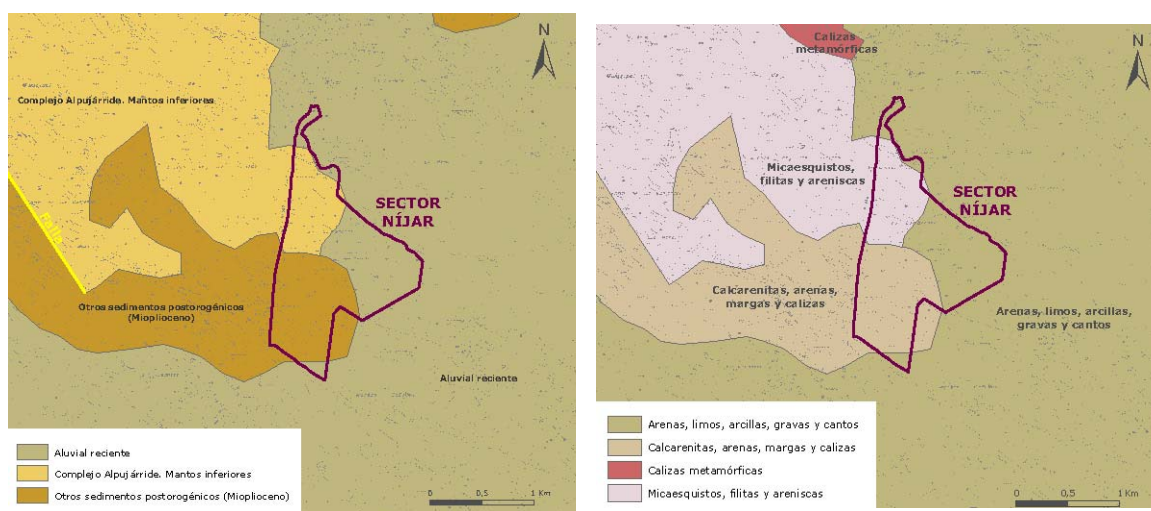 N
Complejo Alpujárride. Mantos inferiores
SECTOR
NÍJAR
Falla
Otros sedimentos postorogénicos
(Mioplioceno)
Aluvial reciente
Aluvial reciente
Complejo Alpujárride. Mantos inferiores
Otros sedimentos postorogénicos (Mioplioceno)
0 0,5 1 Km
Calizas
metamórficas
N
Micaesquistos,
filitas y areniscas
SECTOR
NÍJAR
Calcarenitas, arenas,
margas y calizas
Arenas, limos, arcillas,
gravas y cantos
Arenas, limos, arcillas, gravas y cantos
Calcarenitas, arenas, margas y calizas
Calizas metamórficas
Micaesquistos, filitas y areniscas
0 0,5 1 Km